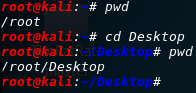 root@kali:~# pwd
/root
root@kali:~# cd Desktop
root@kali:~/Desktop# pwd
/root/Desktop
root@kali:~/Desktop#